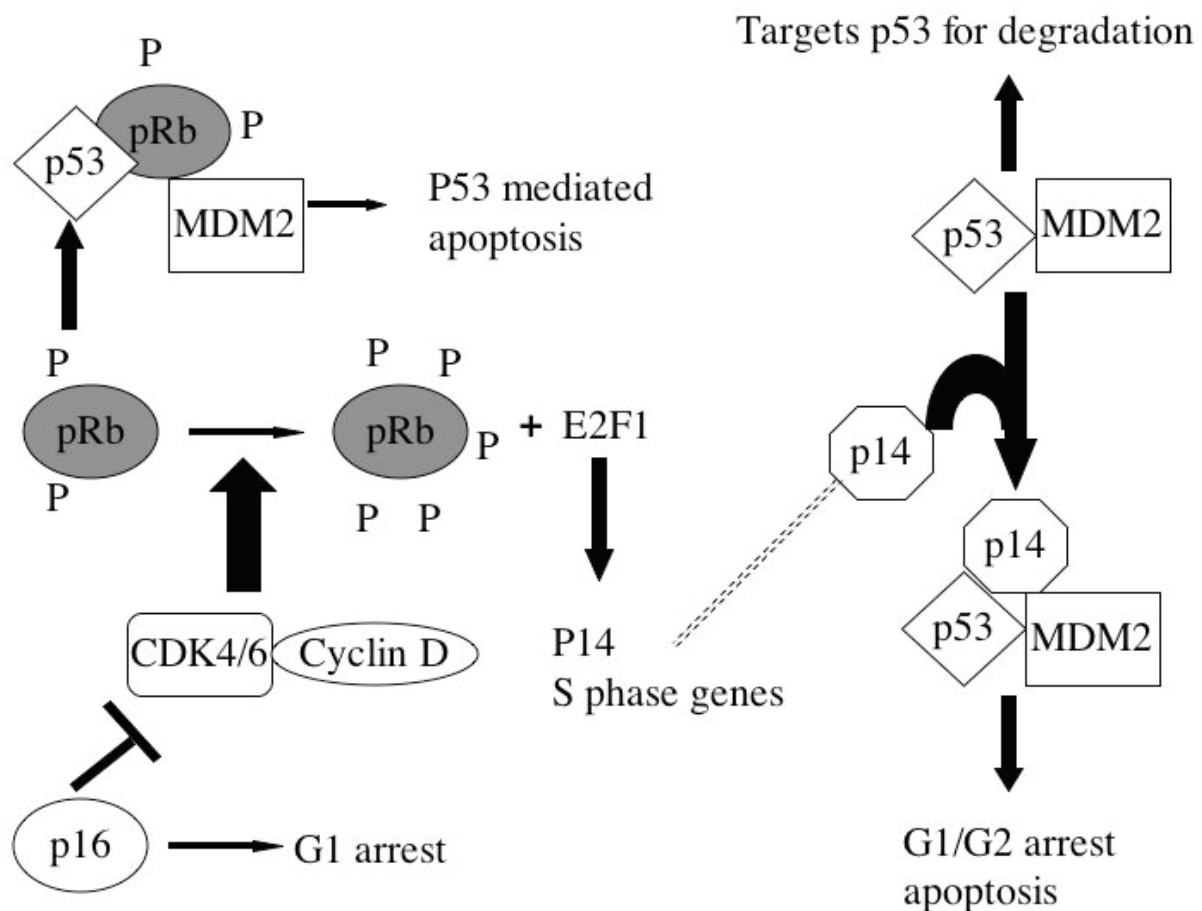 P
pRb
P
p53
MDM2
P53 mediated
apoptosis
P
pRb
P
P
P
pRb
P
P
P
+ E2F1
CDK4/6
Cyclin D
P14
S phase genes
p16
G1 arrest
Targets p53 for degradation
p53
MDM2
p14
p14
p53
MDM2
G1/G2 arrest
apoptosis